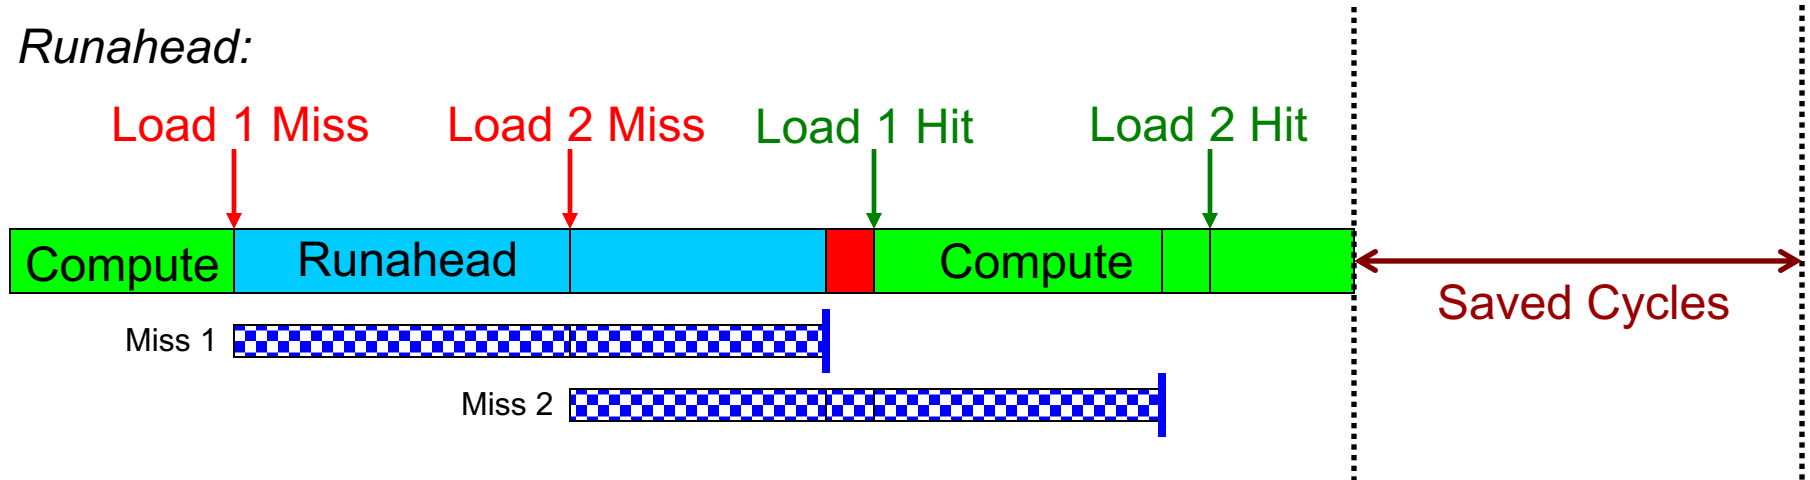 Runahead:
Load 1 Miss
Load 2 Miss
Load 1 Hit
Load 2 Hit
Compute
Runahead
Compute
Saved Cycles
Miss 1
Miss 2